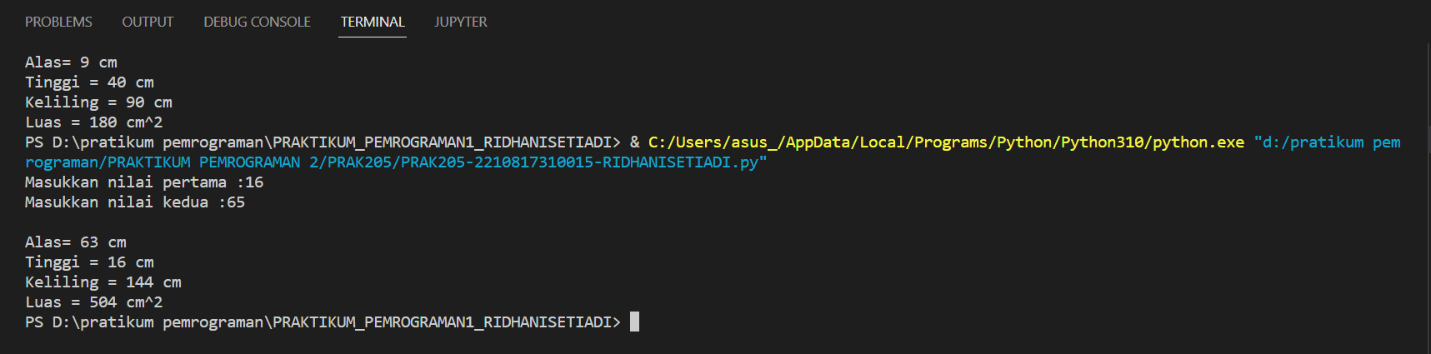 PROBLEMS OUTPUT DEBUG CONSOLE TERMINAL JUPYTER
Alas= 9 cm
Tinggi = 40 cm
Keliling = 90 cm
Luas = 180 cm^2
PS D:\pratikum pemrograman\PRAKTIKUM_PEMROGRAMAN1_RIDHANISETIADI> & C:/Users/asus_/AppData/Local/Programs/Python/Python310/python.exe "d:/pratikum pem
rograman/PRAKTIKUM PEMROGRAMAN 2/PRAK205/PRAK205-2210817310015-RIDHANISETIADI.py"
Masukkan nilai pertama :16
Masukkan nilai kedua :65
Alas= 63 cm
Tinggi = 16 cm
Keliling = 144 cm
Luas = 504 cm^2
PS D:\pratikum pemrograman\PRAKTIKUM_PEMROGRAMAN1_RIDHANISETIADI>